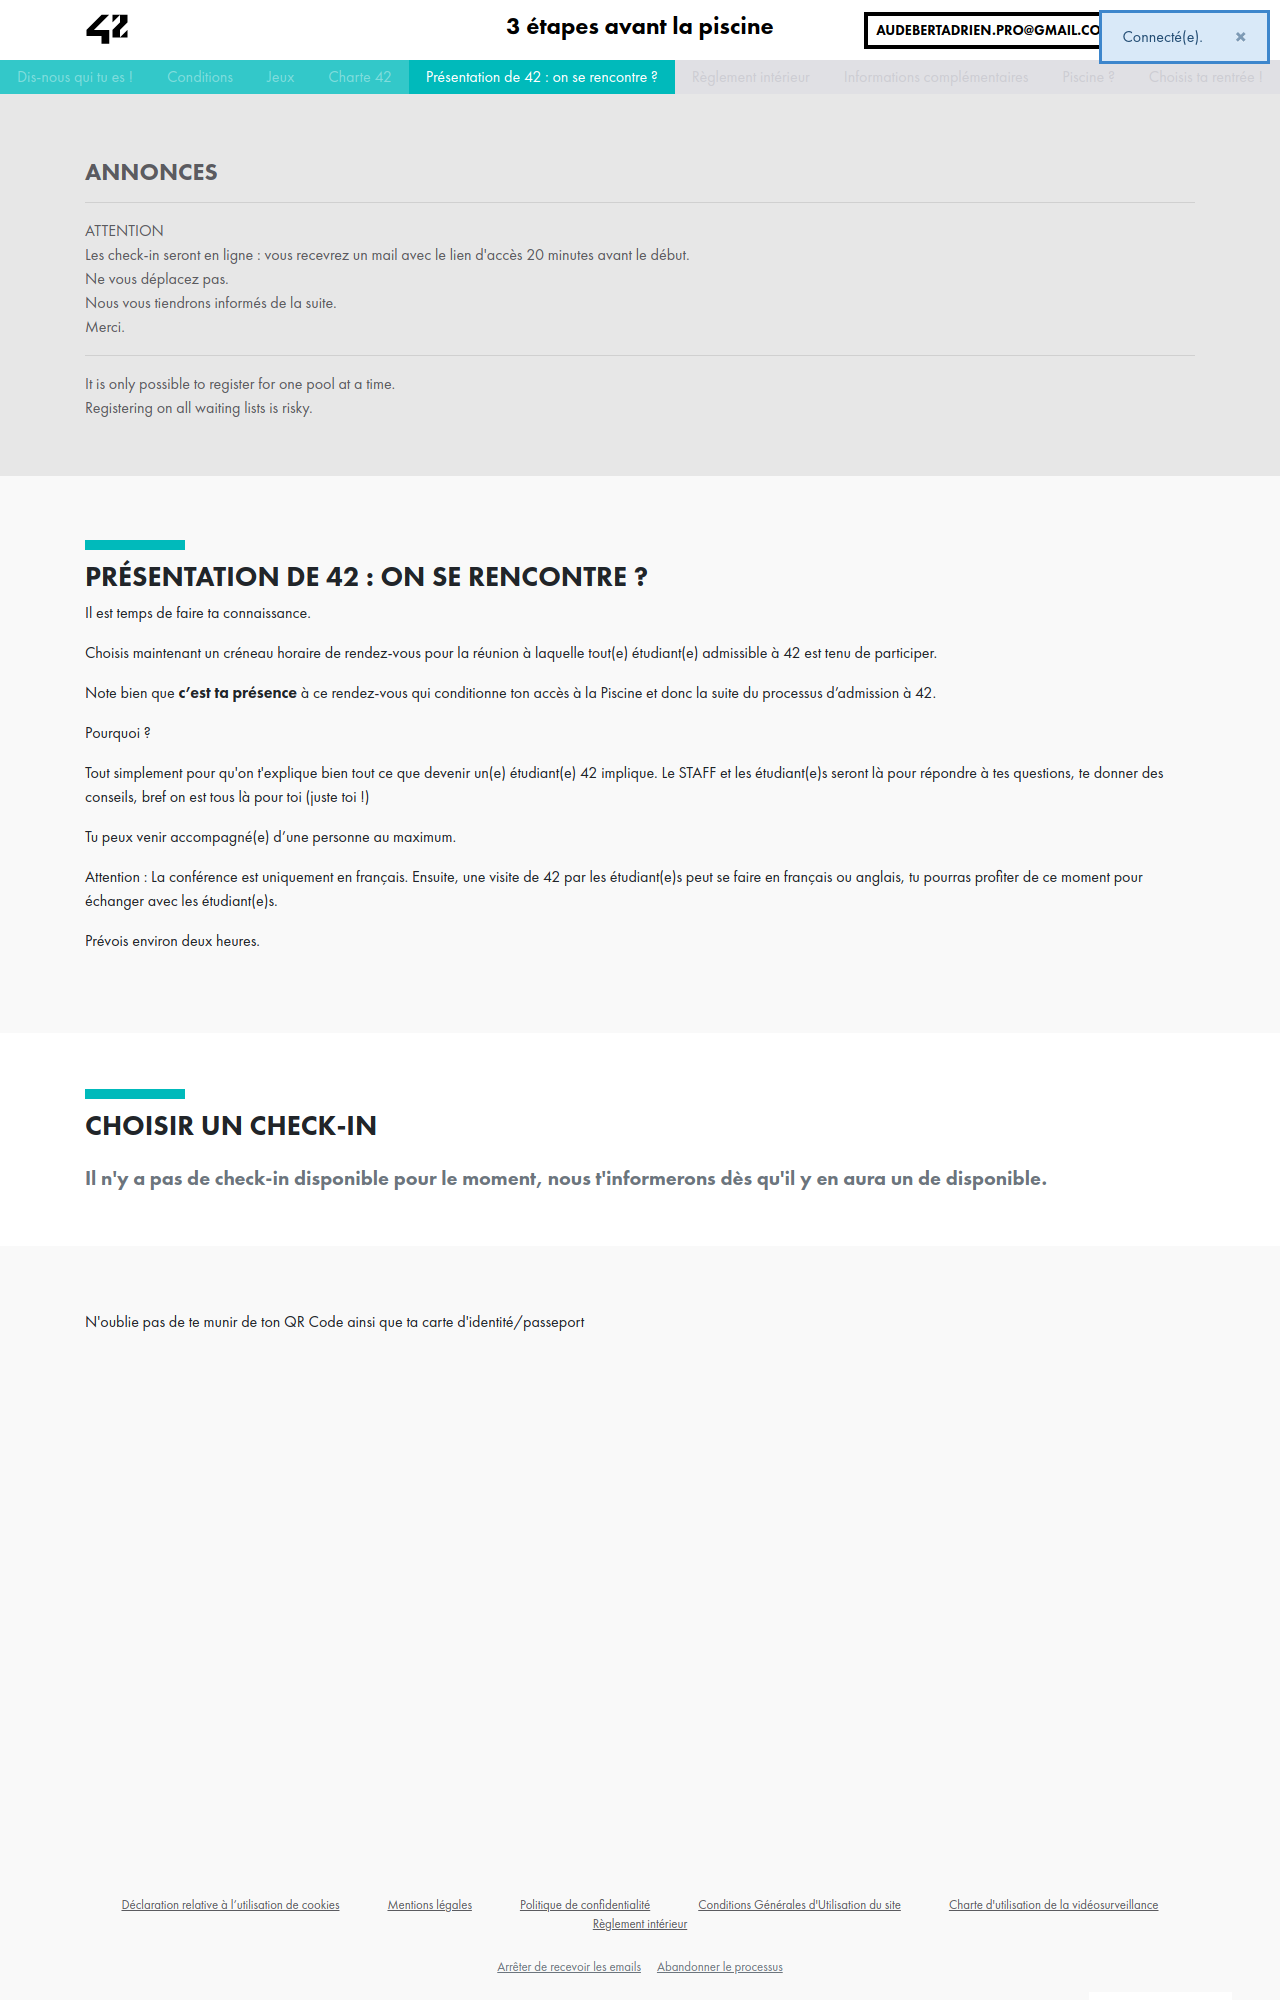 42
3 étapes avant la piscine
AUDEBERTADRIEN.PRO@GMAIL.CO
Connecté(e). ✖
Dis-nous qui tu es ! Conditions Jeux Charte 42 Présentation de 42 : on se rencontre ? Règlement intérieur Informations complémentaires Piscine ? Choisis ta rentrée !
ANNONCES
ATTENTION
Les check-in seront en ligne : vous recevrez un mail avec le lien d'accès 20 minutes avant le début.
Ne vous déplacez pas.
Nous vous tiendrons informés de la suite.
Merci.
It is only possible to register for one pool at a time.
Registering on all waiting lists is risky.
PRÉSENTATION DE 42 : ON SE RENCONTRE ?
Il est temps de faire ta connaissance.
Choisis maintenant un créneau horaire de rendez-vous pour la réunion à laquelle tout(e) étudiant(e) admissible à 42 est tenu de participer.
Note bien que c’est ta présence à ce rendez-vous qui conditionne ton accès à la Piscine et donc la suite du processus d’admission à 42.
Pourquoi ?
Tout simplement pour qu'on t'explique bien tout ce que devenir un(e) étudiant(e) 42 implique. Le STAFF et les étudiant(e)s seront là pour répondre à tes questions, te donner des
conseils, bref on est tous là pour toi (juste toi !)
Tu peux venir accompagné(e) d’une personne au maximum.
Attention : La conférence est uniquement en français. Ensuite, une visite de 42 par les étudiant(e)s peut se faire en français ou anglais, tu pourras profiter de ce moment pour
échanger avec les étudiant(e)s.
Prévois environ deux heures.
CHOISIR UN CHECK-IN
Il n'y a pas de check-in disponible pour le moment, nous t'informerons dès qu'il y en aura un de disponible.
N'oublie pas de te munir de ton QR Code ainsi que ta carte d'identité/passeport
Déclaration relative à l’utilisation de cookies Mentions légales Politique de confidentialité Conditions Générales d'Utilisation du site Charte d'utilisation de la vidéosurveillance
Règlement intérieur
Arrêter de recevoir les emails Abandonner le processus